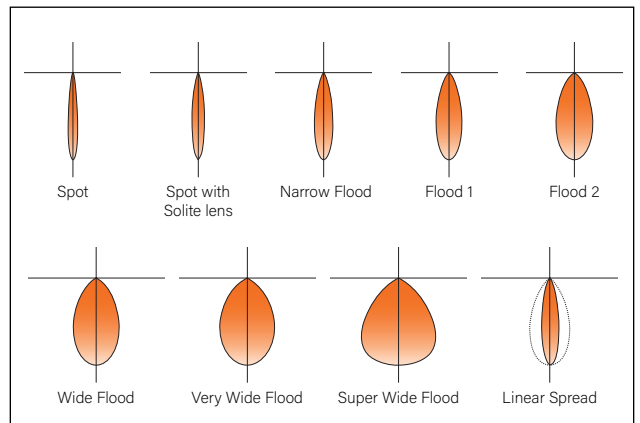 Spot
Spot with
Solite lens
Narrow Flood
Flood 1
Flood 2
Wide Flood
Very Wide Flood
Super Wide Flood
Linear Spread